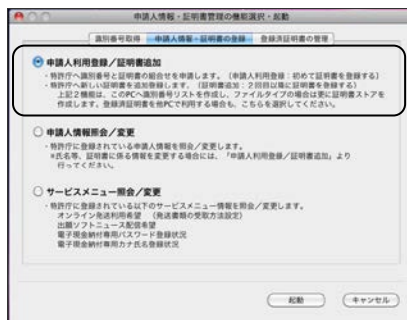 申請人情報・証明書管理の機能選択・起動
識別番号取得 申請人情報・証明書の登録 登録済証明書の管理
申請人利用登録/証明書追加
・特許庁へ識別番号と証明書の組合せを申請します。(申請人利用登録:初めて証明書を登録する)
・特許庁へ新しい証明書を追加登録します。(証明書追加:2回目以降に証明書を登録する)
上記2機能は、このPCへ識別番号リストを作成し、ファイルタイプの場合は更に証明書ストアを
作成します。登録済証明書を他PCで利用する場合も、こちらを選択してください。
申請人情報照会/変更
・特許庁に登録されている申請人情報を照会/変更します。
※氏名等、証明書に係る情報を変更する場合には、「申請人利用登録/証明書追加」より
行ってください。
サービスメニュー照会/変更
・特許庁に登録されている以下のサービスメニュー情報を照会/変更します。
オンライン発送利用希望 (発送書類の受取方法設定)
出願ソフトニュース配信希望
電子現金納付専用パスワード登録状況
電子現金納付専用カナ氏名登録状況
起動 キャンセル